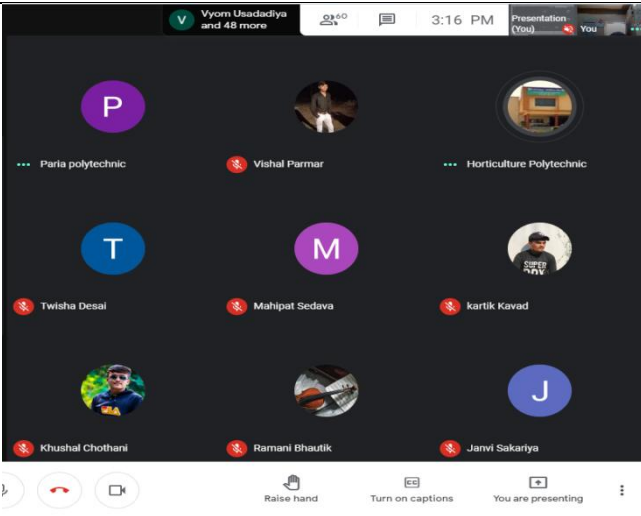 V
Vyom Usadadiya
and 48 more
60
3:16 PM
Presentation
(You)
You
P
Paria polytechnic
Vishal Parmar
Horticulture Polytechnic
T
Twisha Desai
M
Mahipat Sedava
SUPER
kartik Kavad
Khushal Chothani
Ramani Bhautik
J
Janvi Sakariya
Raise hand
CC
Turn on captions
You are presenting